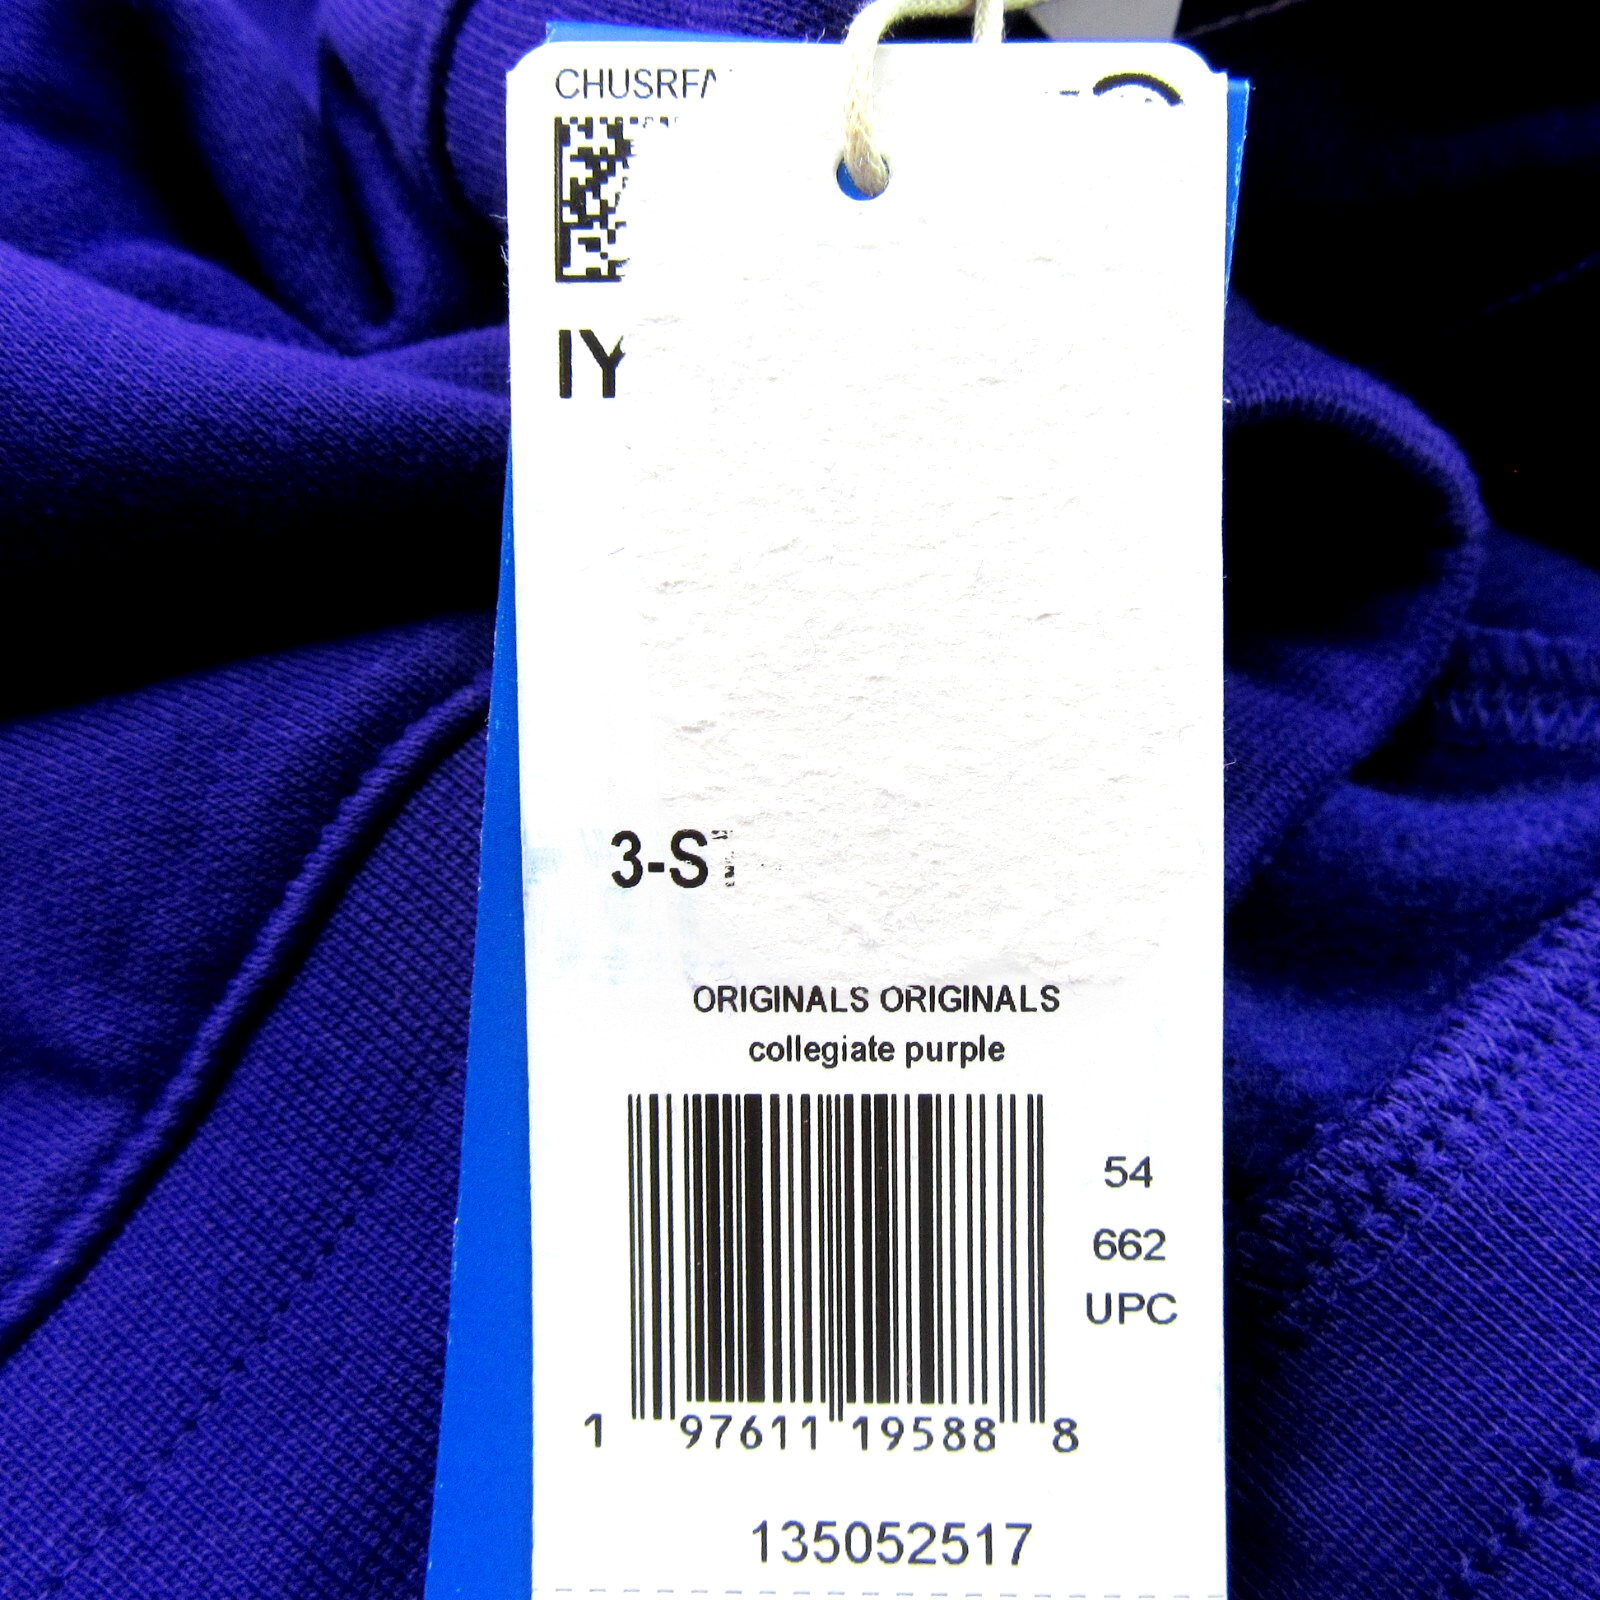 CHUSRFA
IY
3-S
ORIGINALS ORIGINALS
collegiate purple
54
662
UPC
1 97611 19588 8
135052517